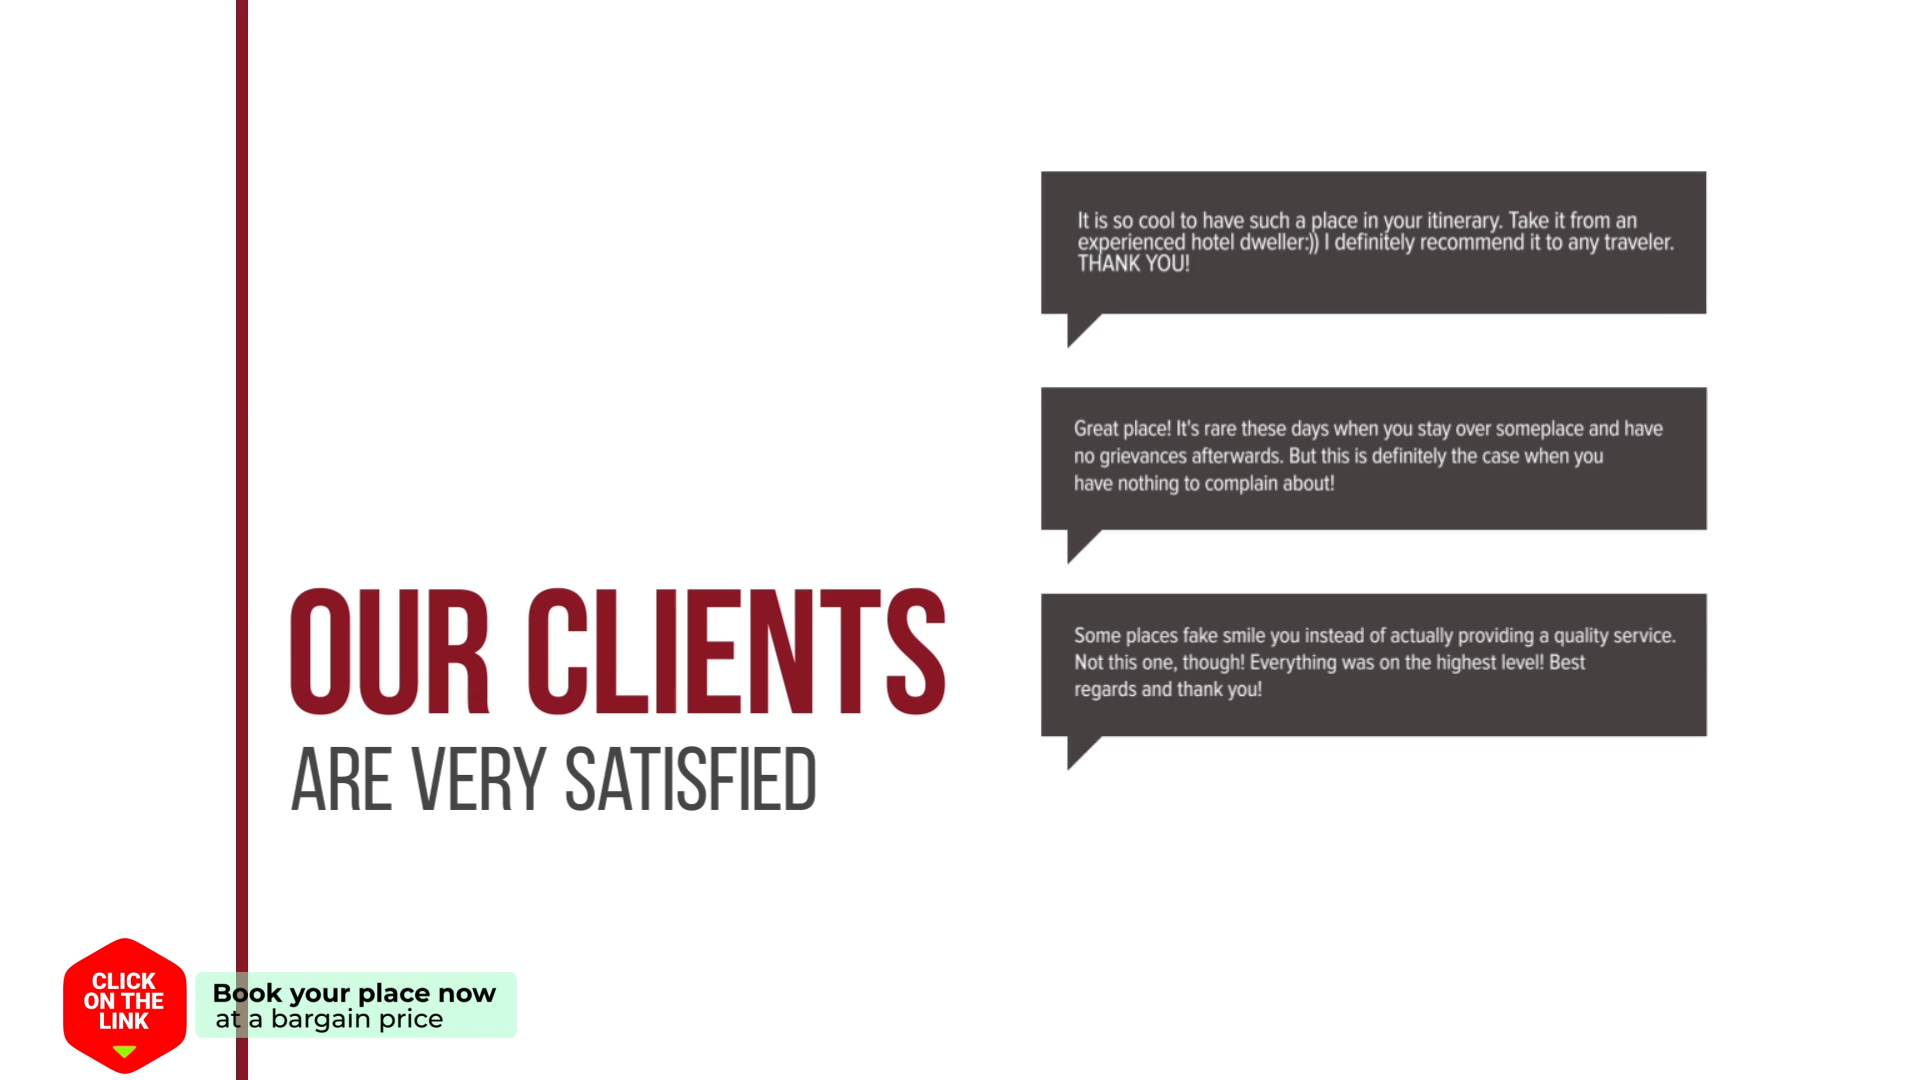 It is so cool to have such a place in your itinerary. Take it from an
experienced hotel dweller:)) I definitely recommend it to any traveler.
THANK YOU!
Great place! It's rare these days when you stay over someplace and have
no grievances afterwards. But this is definitely the case when you
have nothing to complain about!
Some places fake smile you instead of actually providing a quality service.
Not this one, though! Everything was on the highest level! Best
regards and thank you!
OUR CLIENTS
ARE VERY SATISFIED
CLICK
ON THE
LINK
Book your place now
at a bargain price